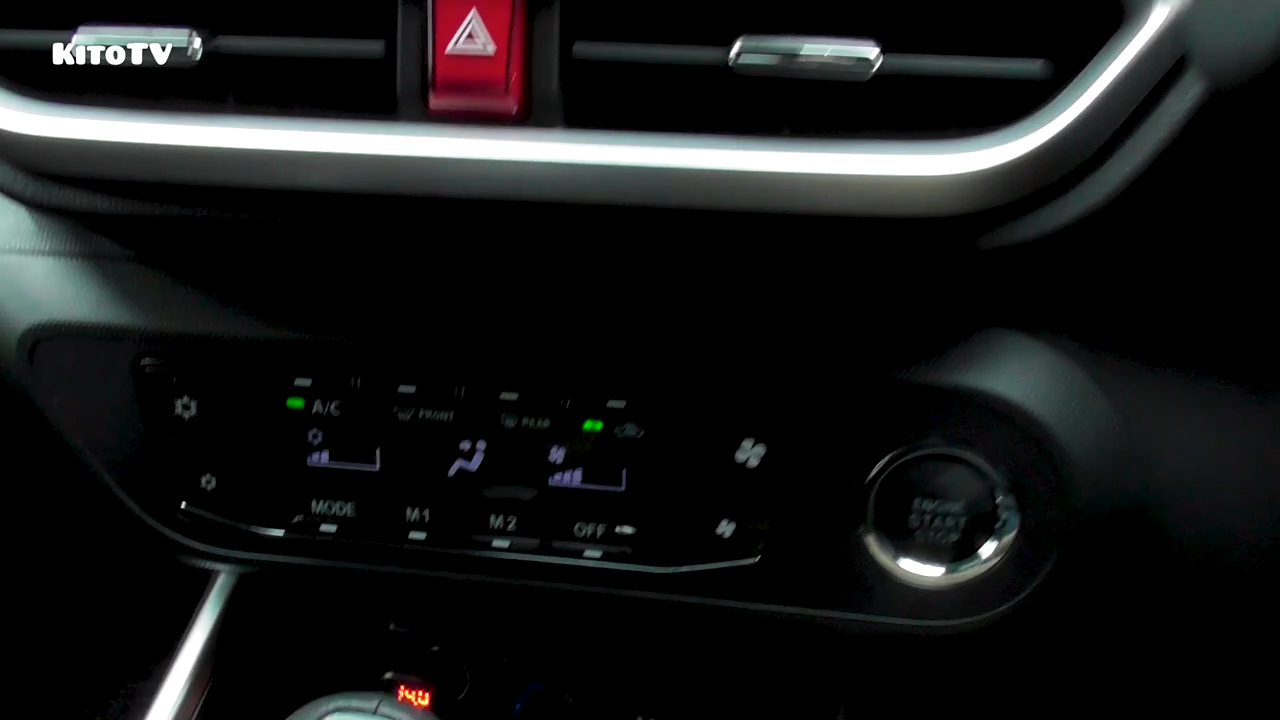 KITOTV
A/C
FRONT
REAR
MODE
M1
M2
OFF
ENGINE
START
STOP
14.0